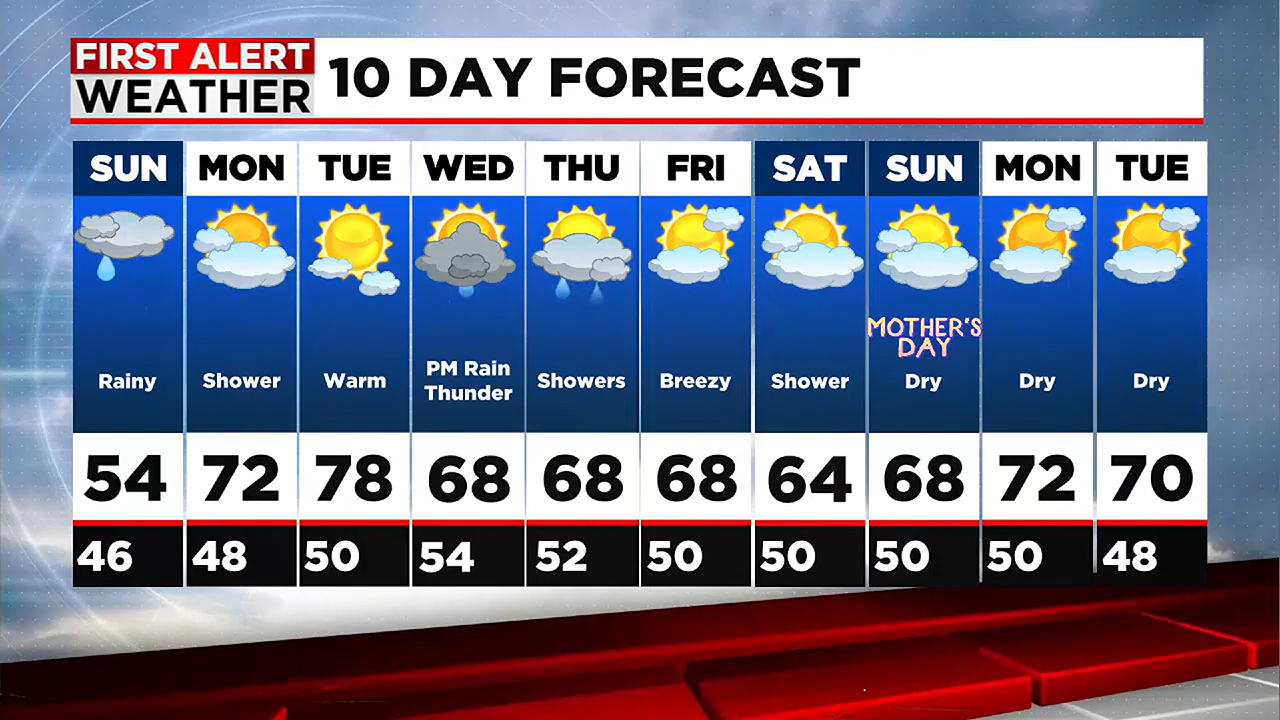 FIRST ALERT
WEATHER
10 DAY FORECAST
SUN MON TUE WED THU FRI SAT SUN MON TUE
MOTHER'S
DAY
Rainy Shower Warm PM Rain Thunder Showers Breezy Shower Dry Dry Dry
54 72 78 68 68 68 64 68 72 70
46 48 50 54 52 50 50 50 50 48